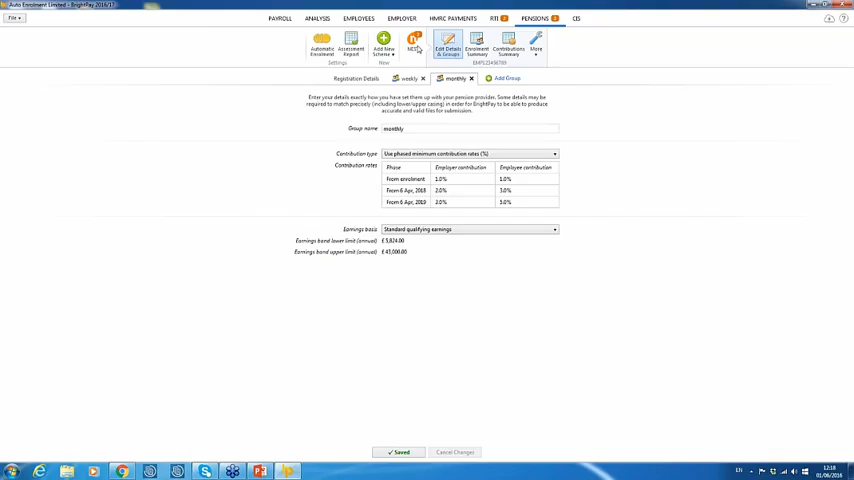 Auto Enrolment Limited - BrightPay 2016/17
File
PAYROLL ANALYSIS EMPLOYEES EMPLOYER HMRC PAYMENTS RTI PENSIONS CIS
Automatic Enrolment
Assessment Report
Add New Scheme
NEST
Edit Details & Groups
Enrolment Summary
Contributions Summary
More
Settings New EMP123456789
Registration Details weekly monthly Add Group
Enter your details exactly how you have set them up with your pension provider. Some details may be
required to match precisely (including lower/upper casing) in order for BrightPay to be able to produce
accurate and valid files for submission.
Group name monthly
Contribution type Use phased minimum contribution rates (%)
Contribution rates Phase Employer contribution Employee contribution
From enrolment 1.0% 1.0%
From 6 Apr, 2018 2.0% 3.0%
From 6 Apr, 2019 3.0% 5.0%
Earnings basis Standard qualifying earnings
Earnings band lower limit (annual) £ 5,824.00
Earnings band upper limit (annual) £ 43,000.00
Saved Cancel Changes
EN
12:18
01/06/2016